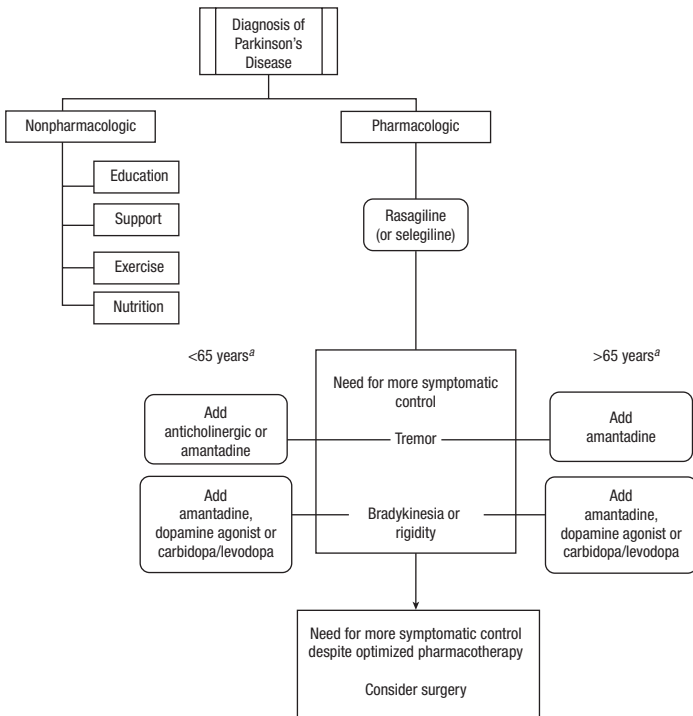 Diagnosis of
Parkinson's
Disease
Nonpharmacologic
Pharmacologic
Education
Support
Exercise
Nutrition
Rasagiline
(or selegiline)
<65 yearsᵃ
>65 yearsᵃ
Need for more symptomatic
control
Add
anticholinergic or
amantadine
Tremor
Add
amantadine
Add
amantadine,
dopamine agonist or
carbidopa/levodopa
Bradykinesia or
rigidity
Add
amantadine,
dopamine agonist or
carbidopa/levodopa
Need for more symptomatic control
despite optimized pharmacotherapy
Consider surgery